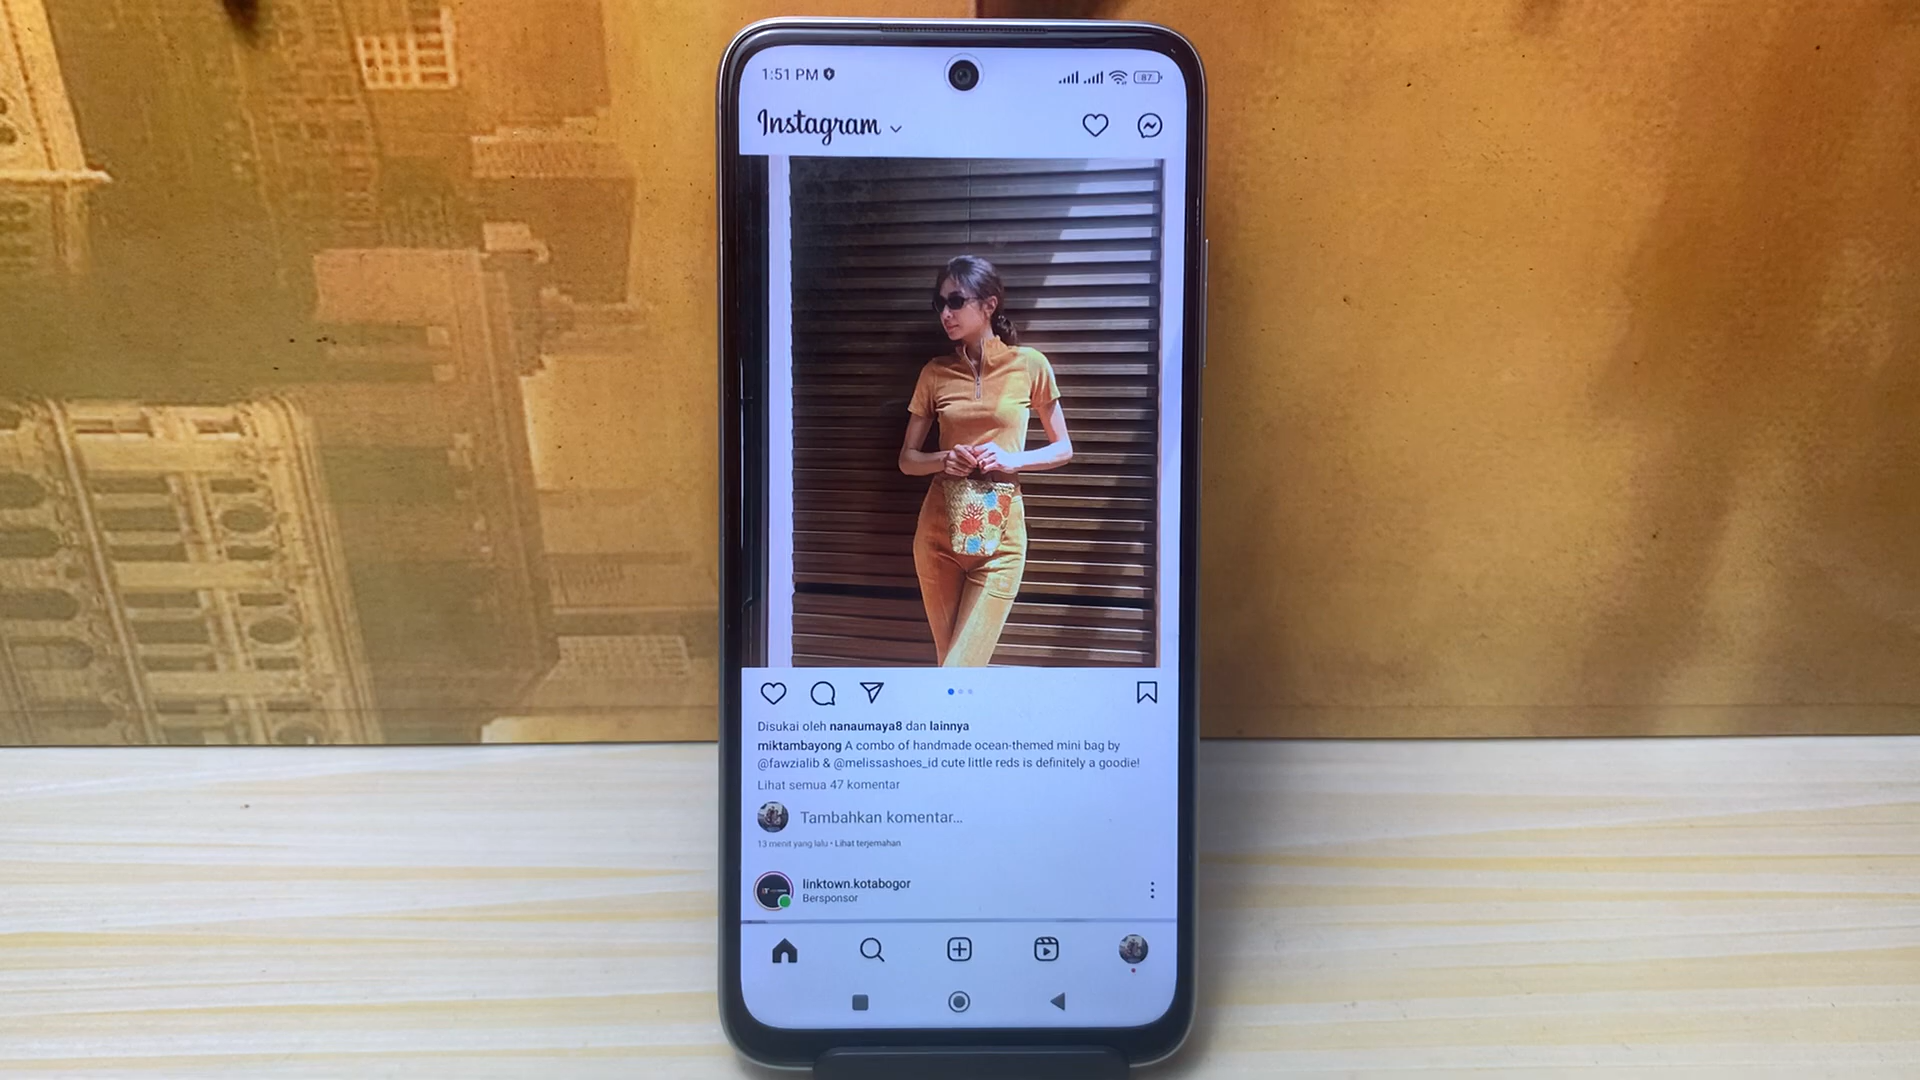 1:51 PM
87
Instagram
Disukai oleh nanaumaya8 dan lainnya
miktambayong A combo of handmade ocean-themed mini bag by
@fawzialib & @melissashoes_id cute little reds is definitely a goodie!
Lihat semua 47 komentar
Tambahkan komentar...
13 menit yang lalu • Lihat terjemahan
linktown.kotabogor
Bersponsor